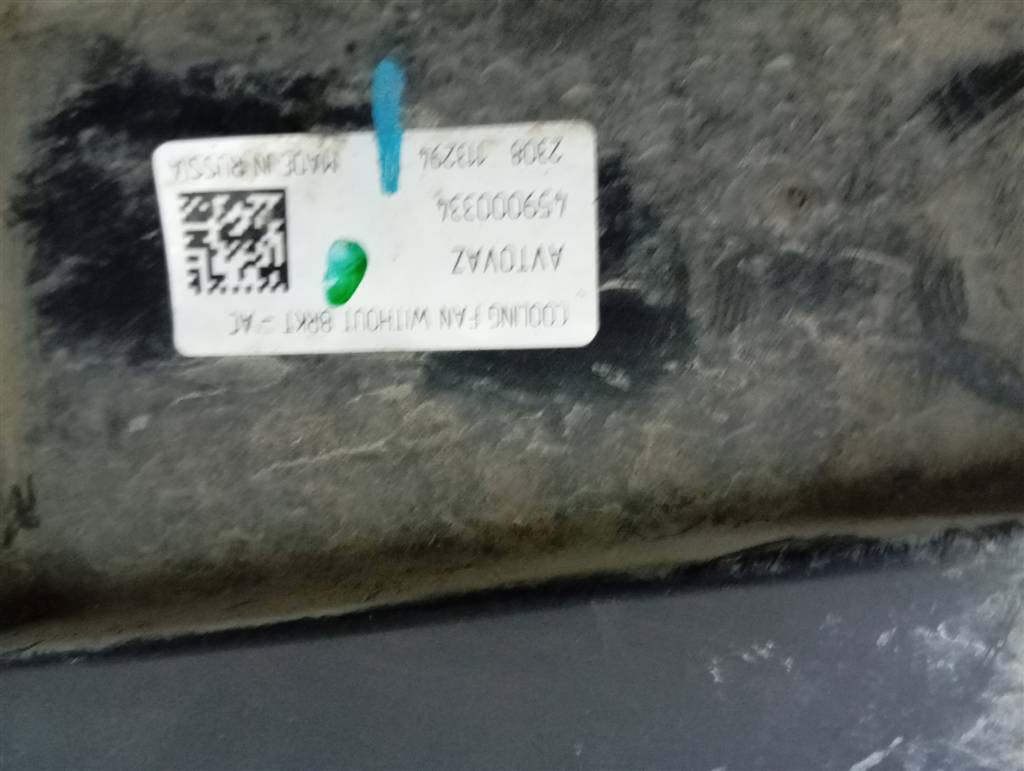 COOLING FAN WITHOUT BRKT - AC
AVTOVAZ
459000334
2308 113294 MADE IN RUSSIA